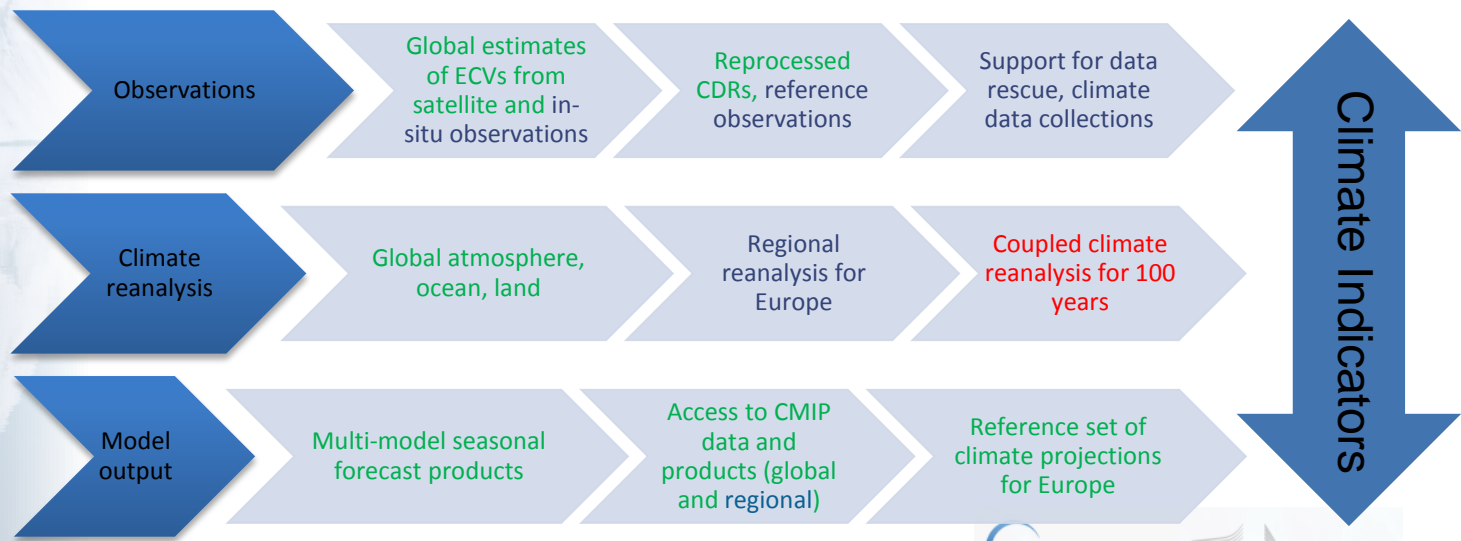 Observations
Global estimates
of ECVs from
satellite and in-
situ observations
Reprocessed
CDRs, reference
observations
Support for data
rescue, climate
data collections
Climate
reanalysis
Global atmosphere,
ocean, land
Regional
reanalysis for
Europe
Coupled climate
reanalysis for 100
years
Model
output
Multi-model seasonal
forecast products
Access to CMIP
data and
products (global
and regional)
Reference set of
climate projections
for Europe
Climate Indicators